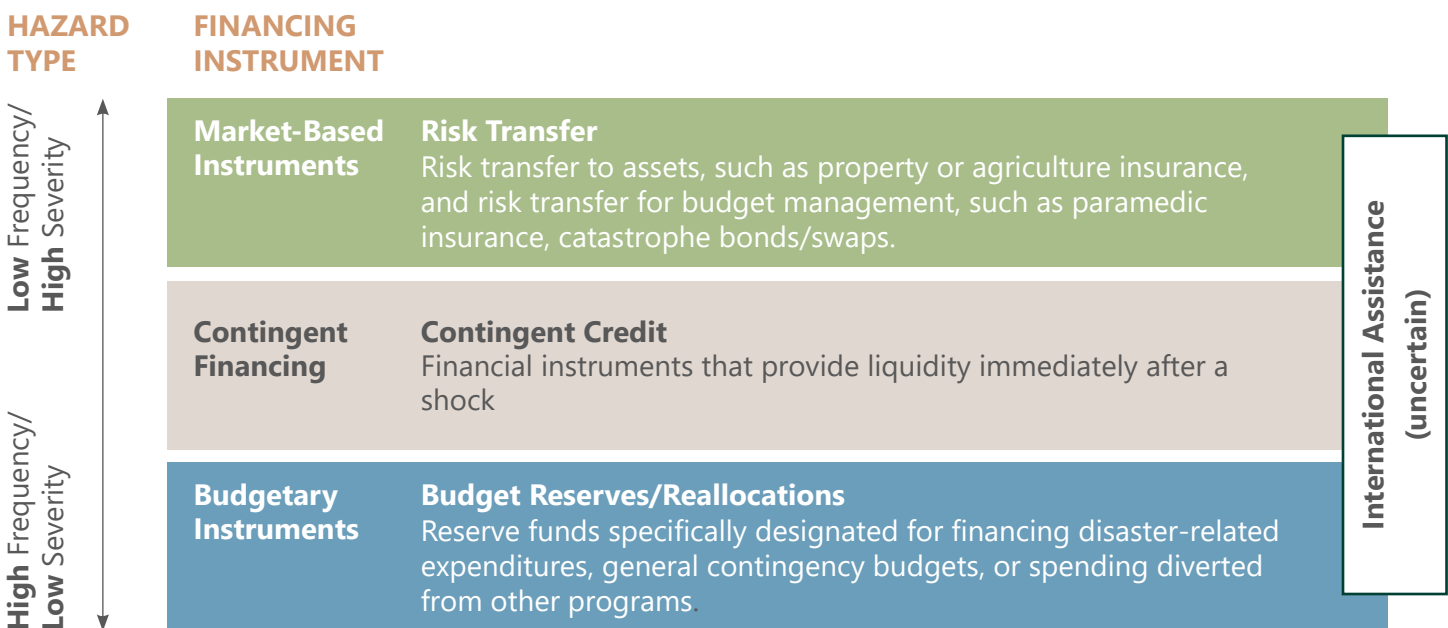 HAZARD
TYPE
FINANCING
INSTRUMENT
Low Frequency/
High Severity
High Frequency/
Low Severity
Market-Based
Instruments
Risk Transfer
Risk transfer to assets, such as property or agriculture insurance,
and risk transfer for budget management, such as paramedic
insurance, catastrophe bonds/swaps.
Contingent
Financing
Contingent Credit
Financial instruments that provide liquidity immediately after a
shock
Budgetary
Instruments
Budget Reserves/Reallocations
Reserve funds specifically designated for financing disaster-related
expenditures, general contingency budgets, or spending diverted
from other programs.
International Assistance
(uncertain)